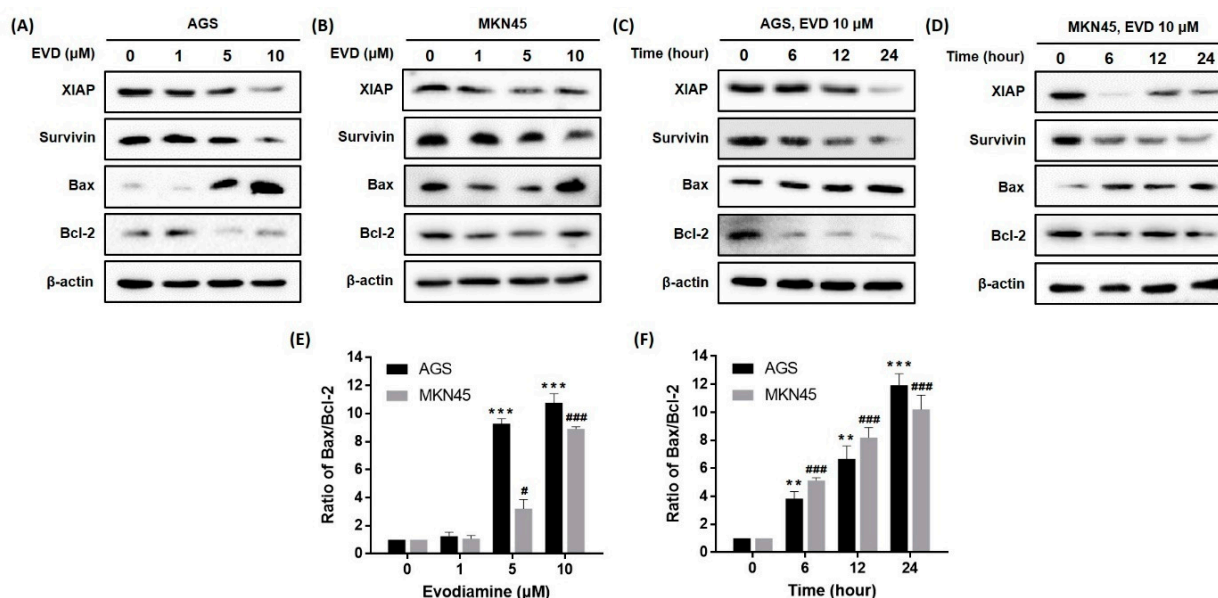 (A)
AGS
EVD (μM)
0 1 5 10
XIAP
Survivin
Bax
Bcl-2
β-actin
(B)
MKN45
EVD (μM)
0 1 5 10
XIAP
Survivin
Bax
Bcl-2
β-actin
(C)
AGS, EVD 10 μM
Time (hour)
0 6 12 24
XIAP
Survivin
Bax
Bcl-2
β-actin
(D)
MKN45, EVD 10 μM
Time (hour)
0 6 12 24
XIAP
Survivin
Bax
Bcl-2
β-actin
(E)
Ratio of Bax/Bcl-2
14
12
10
8
6
4
2
0
AGS
MKN45
***
#
***
###
0 1 5 10
Evodiamine (μM)
(F)
Ratio of Bax/Bcl-2
14
12
10
8
6
4
2
0
AGS
MKN45
**
###
**
###
***
###
0 6 12 24
Time (hour)